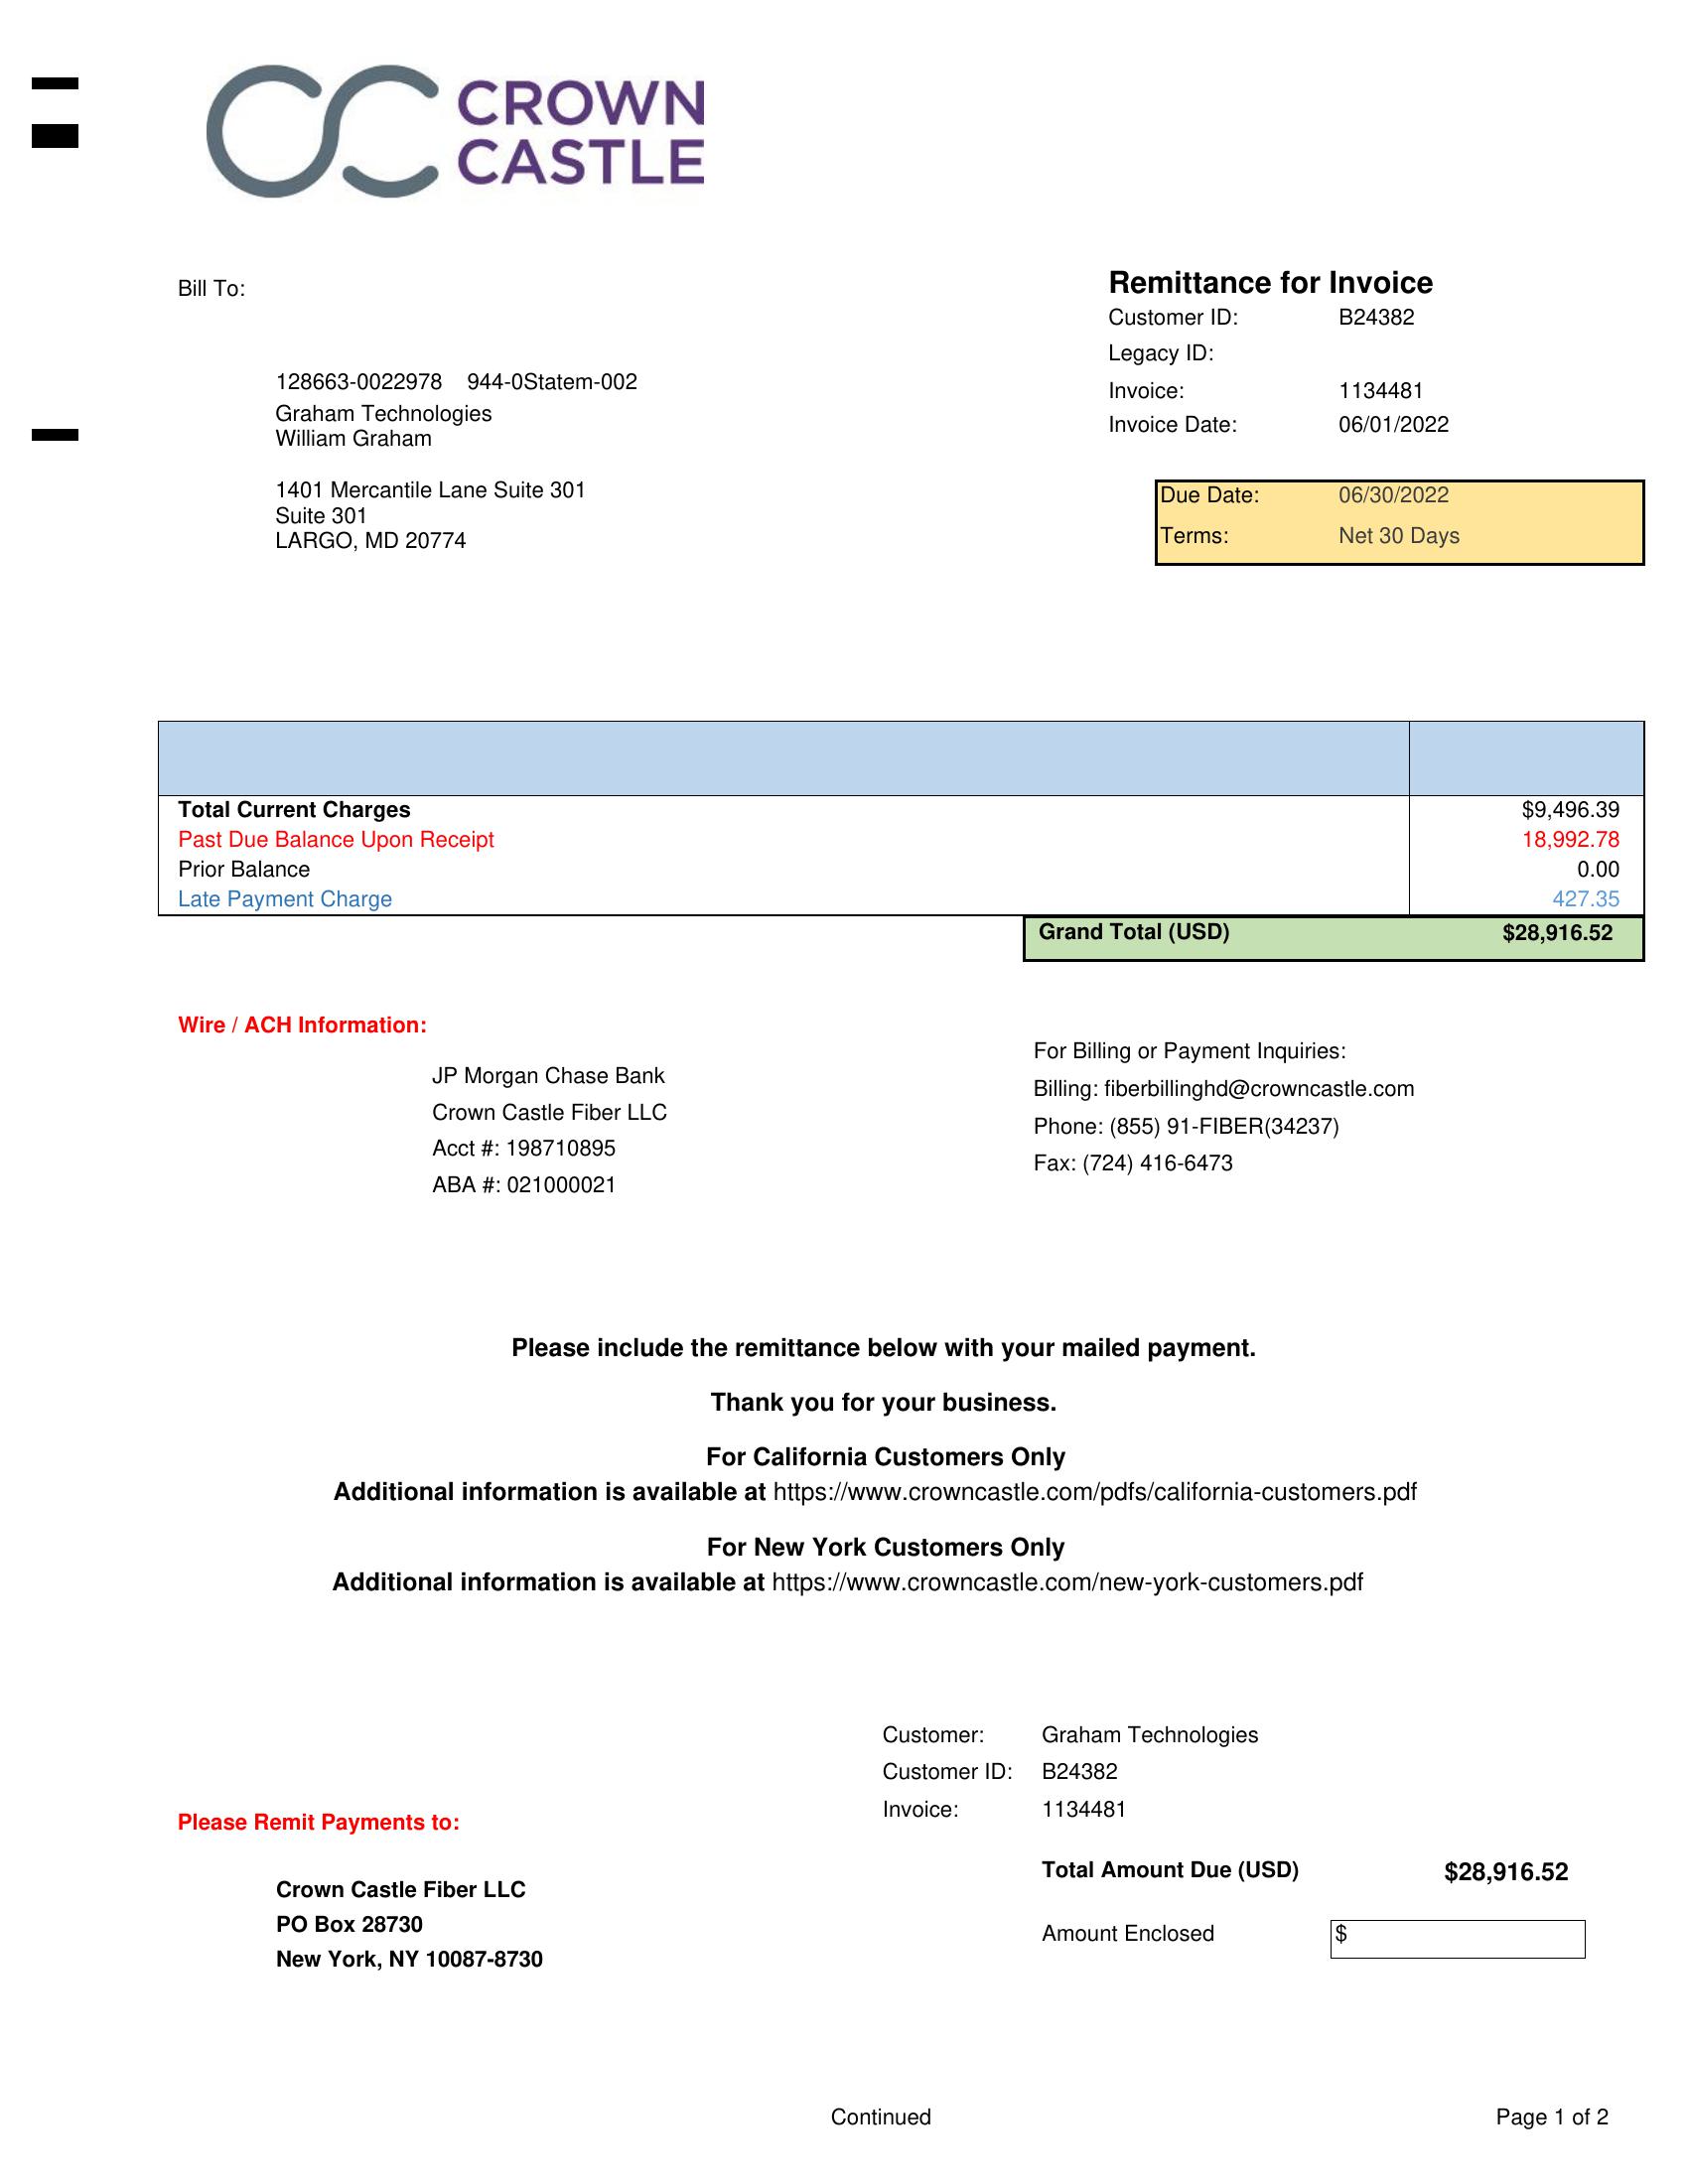 CROWN
CASTLE
Bill To:
128663-0022978 944-0Statem-002
Graham Technologies
William Graham
1401 Mercantile Lane Suite 301
Suite 301
LARGO, MD 20774
Remittance for Invoice
Customer ID: B24382
Legacy ID:
Invoice: 1134481
Invoice Date: 06/01/2022
Due Date: 06/30/2022
Terms: Net 30 Days
Total Current Charges $9,496.39
Past Due Balance Upon Receipt 18,992.78
Prior Balance 0.00
Late Payment Charge 427.35
Grand Total (USD) $28,916.52
Wire / ACH Information:
JP Morgan Chase Bank
Crown Castle Fiber LLC
Acct #: 198710895
ABA #: 021000021
For Billing or Payment Inquiries:
Billing: fiberbillinghd@crowncastle.com
Phone: (855) 91-FIBER(34237)
Fax: (724) 416-6473
Please include the remittance below with your mailed payment.
Thank you for your business.
For California Customers Only
Additional information is available at https://www.crowncastle.com/pdfs/california-customers.pdf
For New York Customers Only
Additional information is available at https://www.crowncastle.com/new-york-customers.pdf
Customer: Graham Technologies
Customer ID: B24382
Invoice: 1134481
Please Remit Payments to:
Crown Castle Fiber LLC
PO Box 28730
New York, NY 10087-8730
Total Amount Due (USD) $28,916.52
Amount Enclosed $
Continued
Page 1 of 2